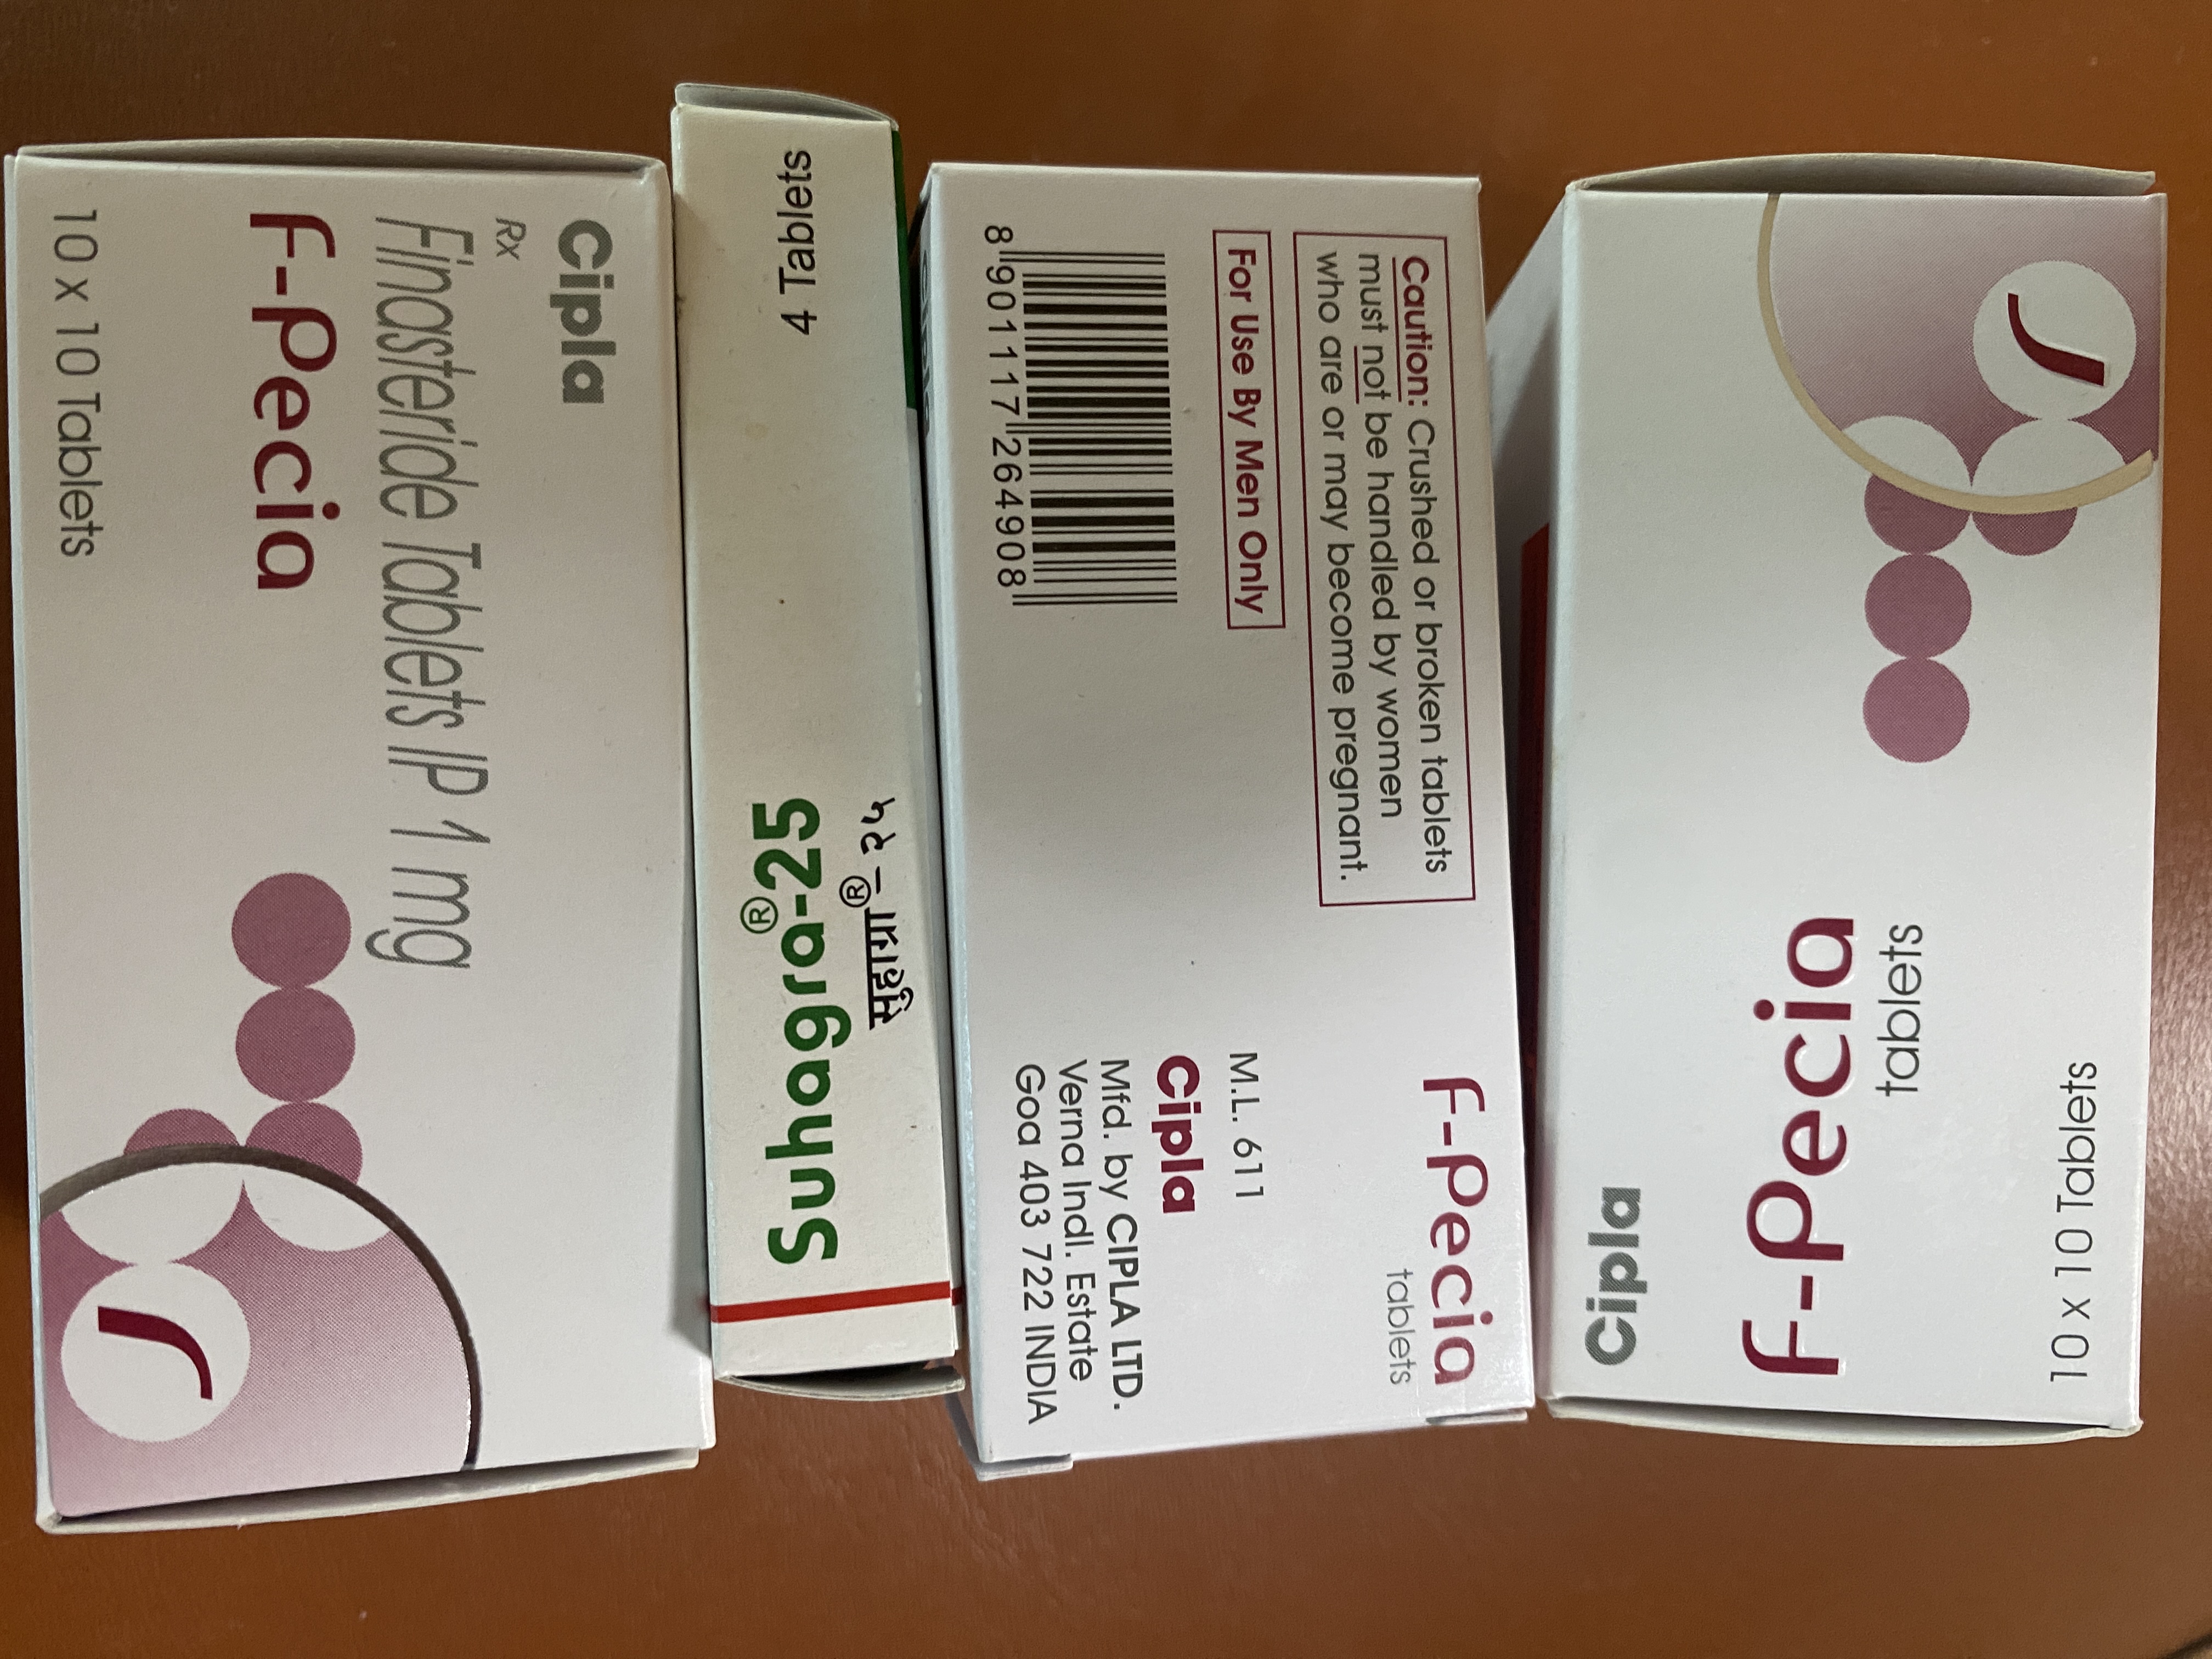 Cipla
Rx
Finasteride Tablets IP 1 mg
F-Pecia
10 x 10 Tablets
4 Tablets
Suhagra®-25
सुहाग्रा® – २५
Caution: Crushed or broken tablets
must not be handled by women
who are or may become pregnant.
For Use By Men Only
8 901117 264908
F-Pecia
tablets
M.L. 611
Cipla
Mfd. by CIPLA LTD.
Verna Indl. Estate
Goa 403 722 INDIA
Cipla
F-Pecia
tablets
10 X 10 Tablets